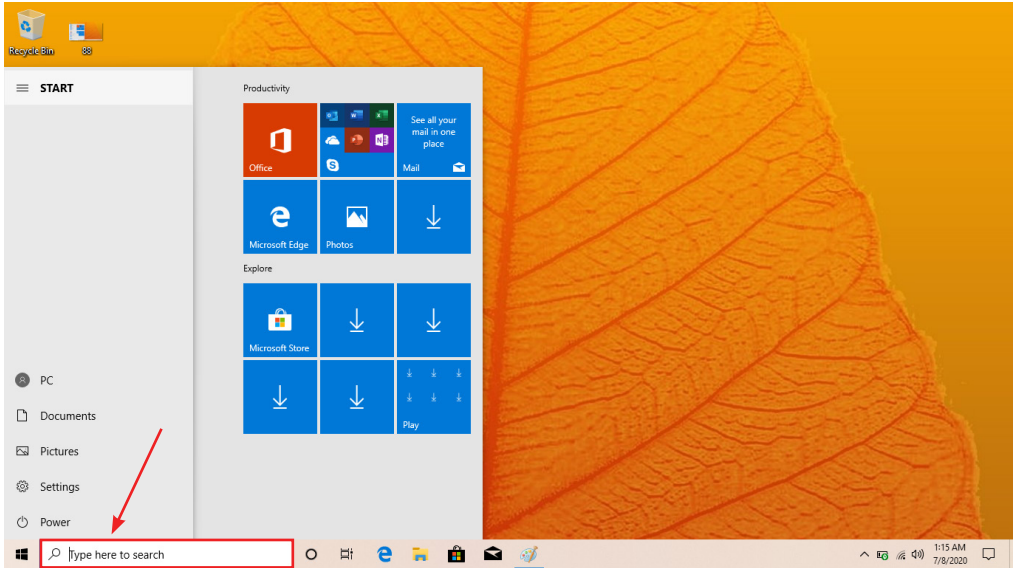 Recycle Bin
88
START
Productivity
Office
See all your
mail in one
place
Mail
Microsoft Edge
Photos
Explore
Microsoft Store
Play
PC
Documents
Pictures
Settings
Power
Type here to search
1:15 AM
7/8/2020